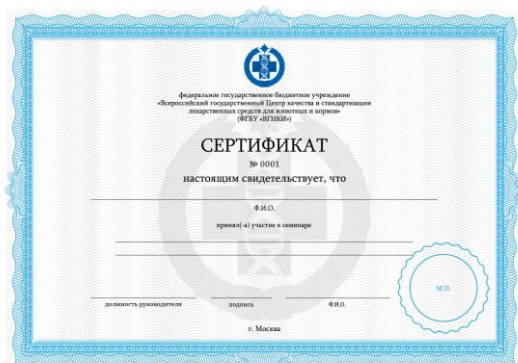 федеральное государственное бюджетное учреждение
«Всероссийский государственный Центр качества и стандартизации
лекарственных средств для животных и кормов»
(ФГБУ «ВГНКИ»)
СЕРТИФИКАТ
№ 0001
настоящим свидетельствует, что
Ф.И.О.
принял(-а) участие в семинаре
М.П.
должность руководителя подпись Ф.И.О.
г. Москва